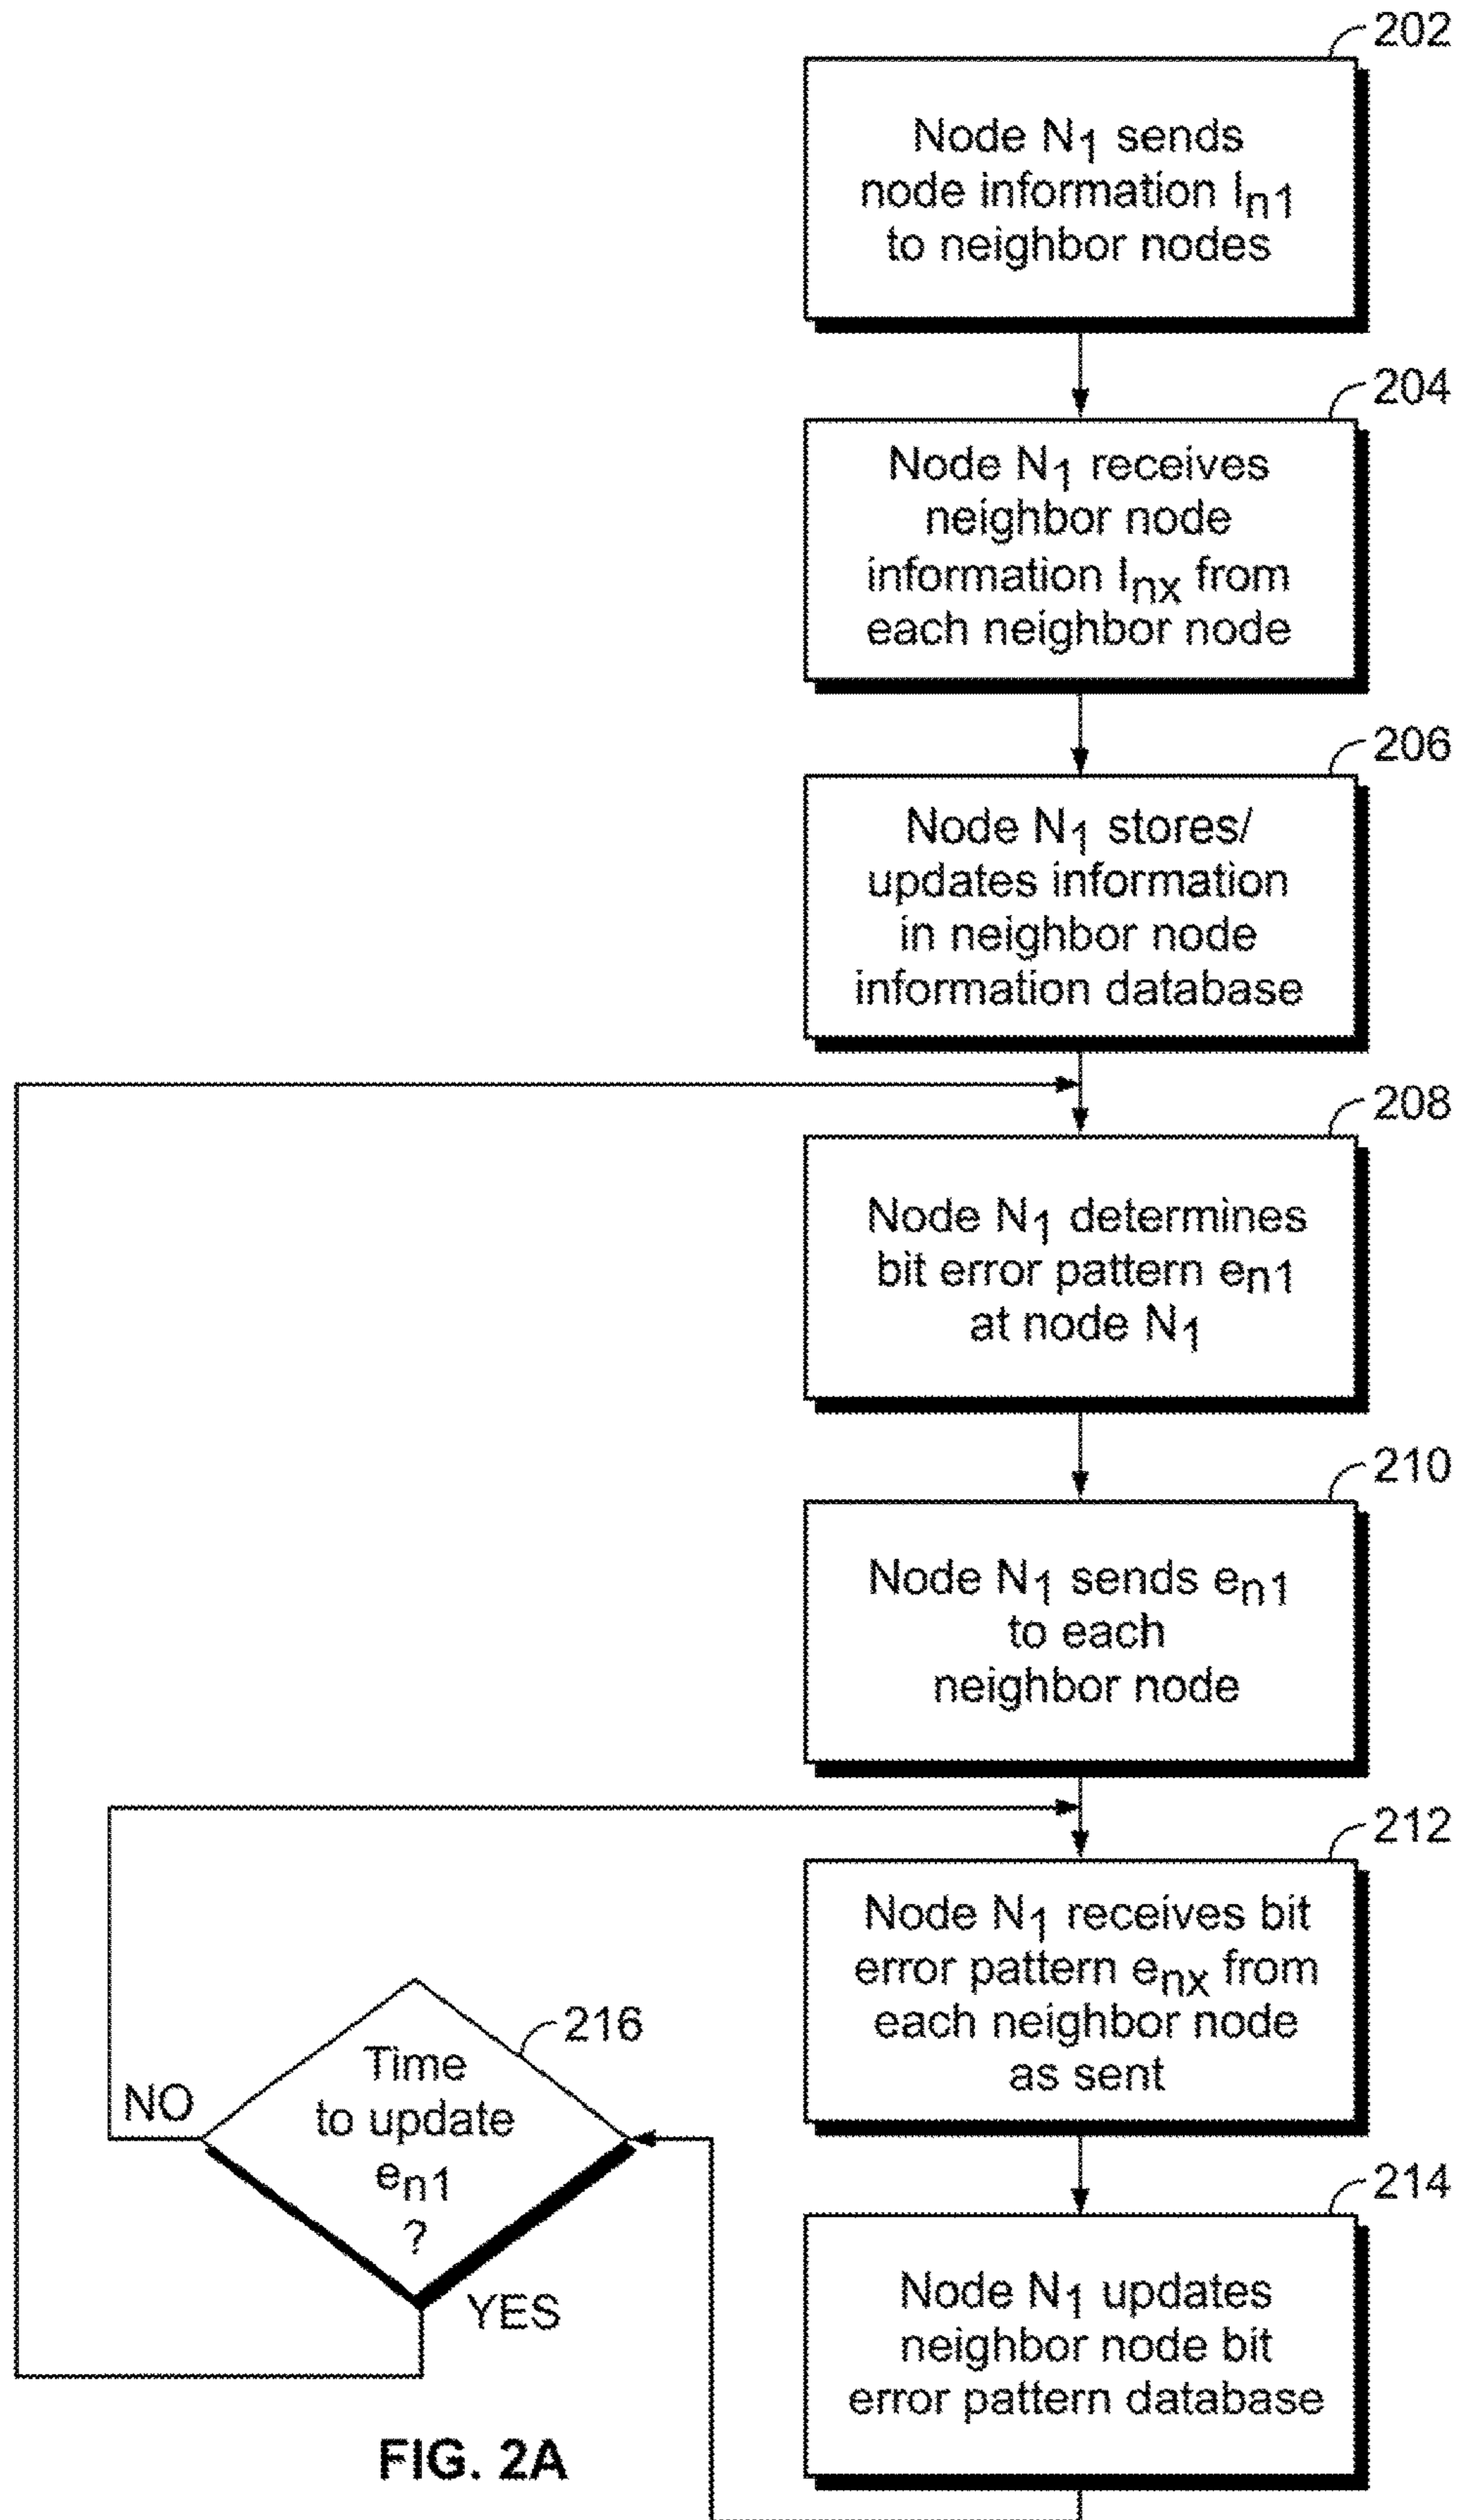 202
Node N1 sends
node information In1
to neighbor nodes
204
Node N1 receives
neighbor node
information Inx from
each neighbor node
206
Node N1 stores/
updates information
in neighbor node
information database
208
Node N1 determines
bit error pattern en1
at node N1
210
Node N1 sends en1
to each
neighbor node
212
Node N1 receives bit
error pattern enx from
each neighbor node
as sent
216
Time
to update
en1
?
NO
YES
214
Node N1 updates
neighbor node bit
error pattern database
FIG. 2A